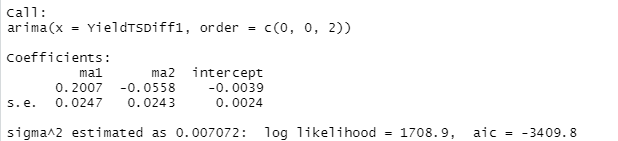 Call:
arima(x = YieldTSDiff1, order = c(0, 0, 2))
Coefficients:
ma1 ma2 intercept
0.2007 -0.0558 -0.0039
s.e. 0.0247 0.0243 0.0024
sigma^2 estimated as 0.007072: log likelihood = 1708.9, aic = -3409.8